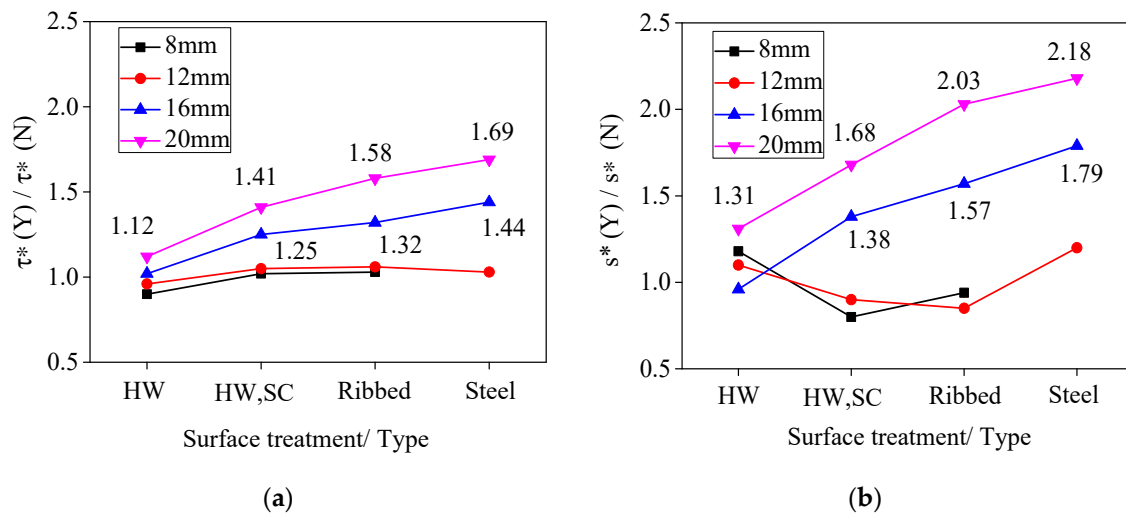 2.5
2.0
1.5
1.0
0.5
τ* (Y) / τ* (N)
8mm
12mm
16mm
20mm
1.12
1.41
1.58
1.69
1.25
1.32
1.44
HW
HW,SC
Ribbed
Steel
Surface treatment/ Type
(a)
2.5
2.0
1.5
1.0
0.5
s* (Y) / s* (N)
8mm
12mm
16mm
20mm
1.31
1.68
2.03
2.18
1.38
1.57
1.79
HW
HW,SC
Ribbed
Steel
Surface treatment/ Type
(b)